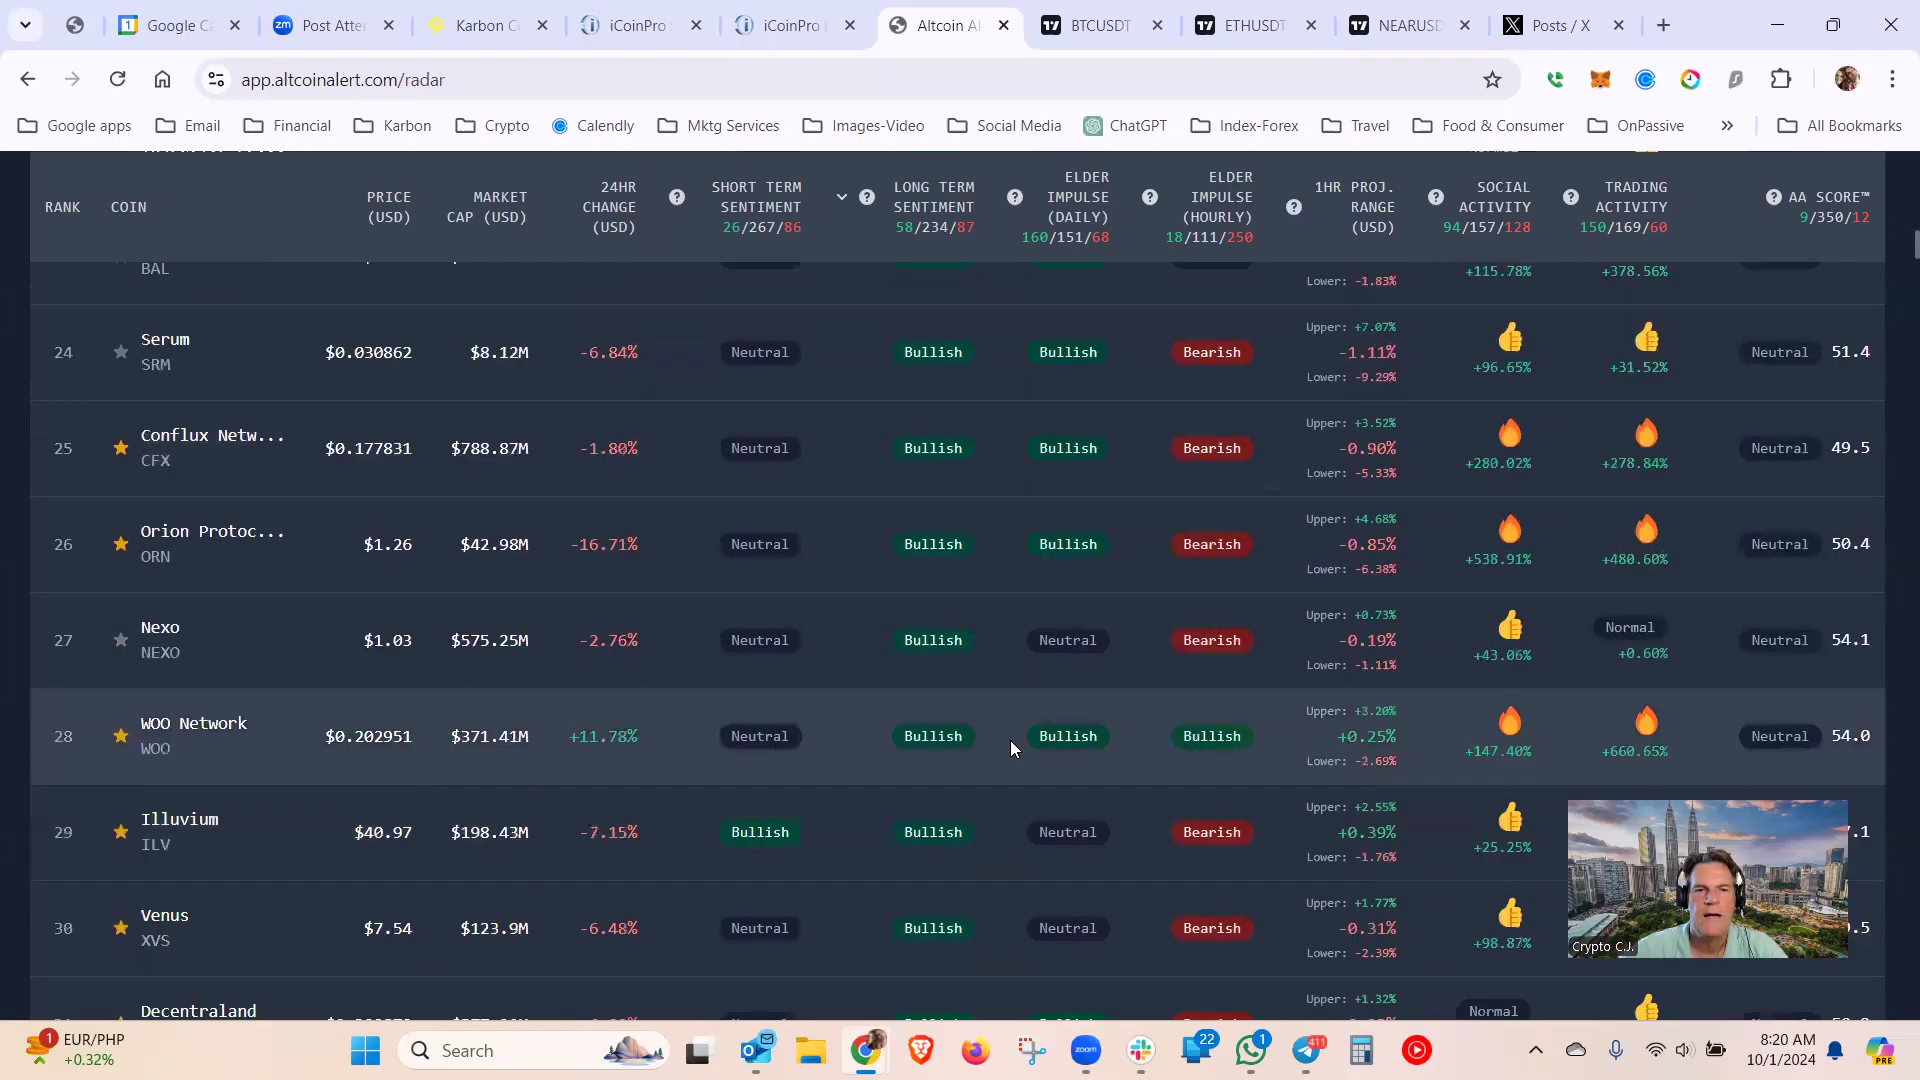 Google Ca
Post Atter
Karbon Ce
iCoinPro
iCoinPro
Altcoin Al
BTCUSDT
ETHUSDT
NEARUSD
Posts / X
app.altcoinalert.com/radar
Google apps
Email
Financial
Karbon
Crypto
Calendly
Mktg Services
Images-Video
Social Media
ChatGPT
Index-Forex
Travel
Food & Consumer
OnPassive
All Bookmarks
RANK
COIN
PRICE (USD)
MARKET CAP (USD)
24HR CHANGE (USD)
SHORT TERM SENTIMENT 26/267/86
LONG TERM SENTIMENT 58/234/87
ELDER IMPULSE (DAILY) 160/151/68
ELDER IMPULSE (HOURLY) 18/111/250
1HR PROJ. RANGE (USD)
SOCIAL ACTIVITY 94/157/128
TRADING ACTIVITY 150/169/60
AA SCORE™ 9/350/12
BAL Lower: -1.83% +115.78% +378.56%
24 Serum SRM $0.030862 $8.12M -6.84% Neutral Bullish Bullish Bearish Upper: +7.07% -1.11% Lower: -9.29% +96.65% +31.52% Neutral 51.4
25 Conflux Netw... CFX $0.177831 $788.87M -1.80% Neutral Bullish Bullish Bearish Upper: +3.52% -0.90% Lower: -5.33% +280.02% +278.84% Neutral 49.5
26 Orion Protoc... ORN $1.26 $42.98M -16.71% Neutral Bullish Bullish Bearish Upper: +4.68% -0.85% Lower: -6.38% +538.91% +480.60% Neutral 50.4
27 Nexo NEXO $1.03 $575.25M -2.76% Neutral Bullish Neutral Bearish Upper: +0.73% -0.19% Lower: -1.11% +43.06% Normal +0.60% Neutral 54.1
28 WOO Network WOO $0.202951 $371.41M +11.78% Neutral Bullish Bullish Bullish Upper: +3.20% +0.25% Lower: -2.69% +147.40% +660.65% Neutral 54.0
29 Illuvium ILV $40.97 $198.43M -7.15% Bullish Bullish Neutral Bearish Upper: +2.55% +0.39% Lower: -1.76% +25.25% .1
30 Venus XVS $7.54 $123.9M -6.48% Neutral Bullish Neutral Bearish Upper: +1.77% -0.31% Lower: -2.39% +98.87% .5
Decentraland Upper: +1.32% Normal
Crypto C.J.
1
EUR/PHP
+0.32%
Search
zoom
22
1
411
PRE
8:20 AM
10/1/2024